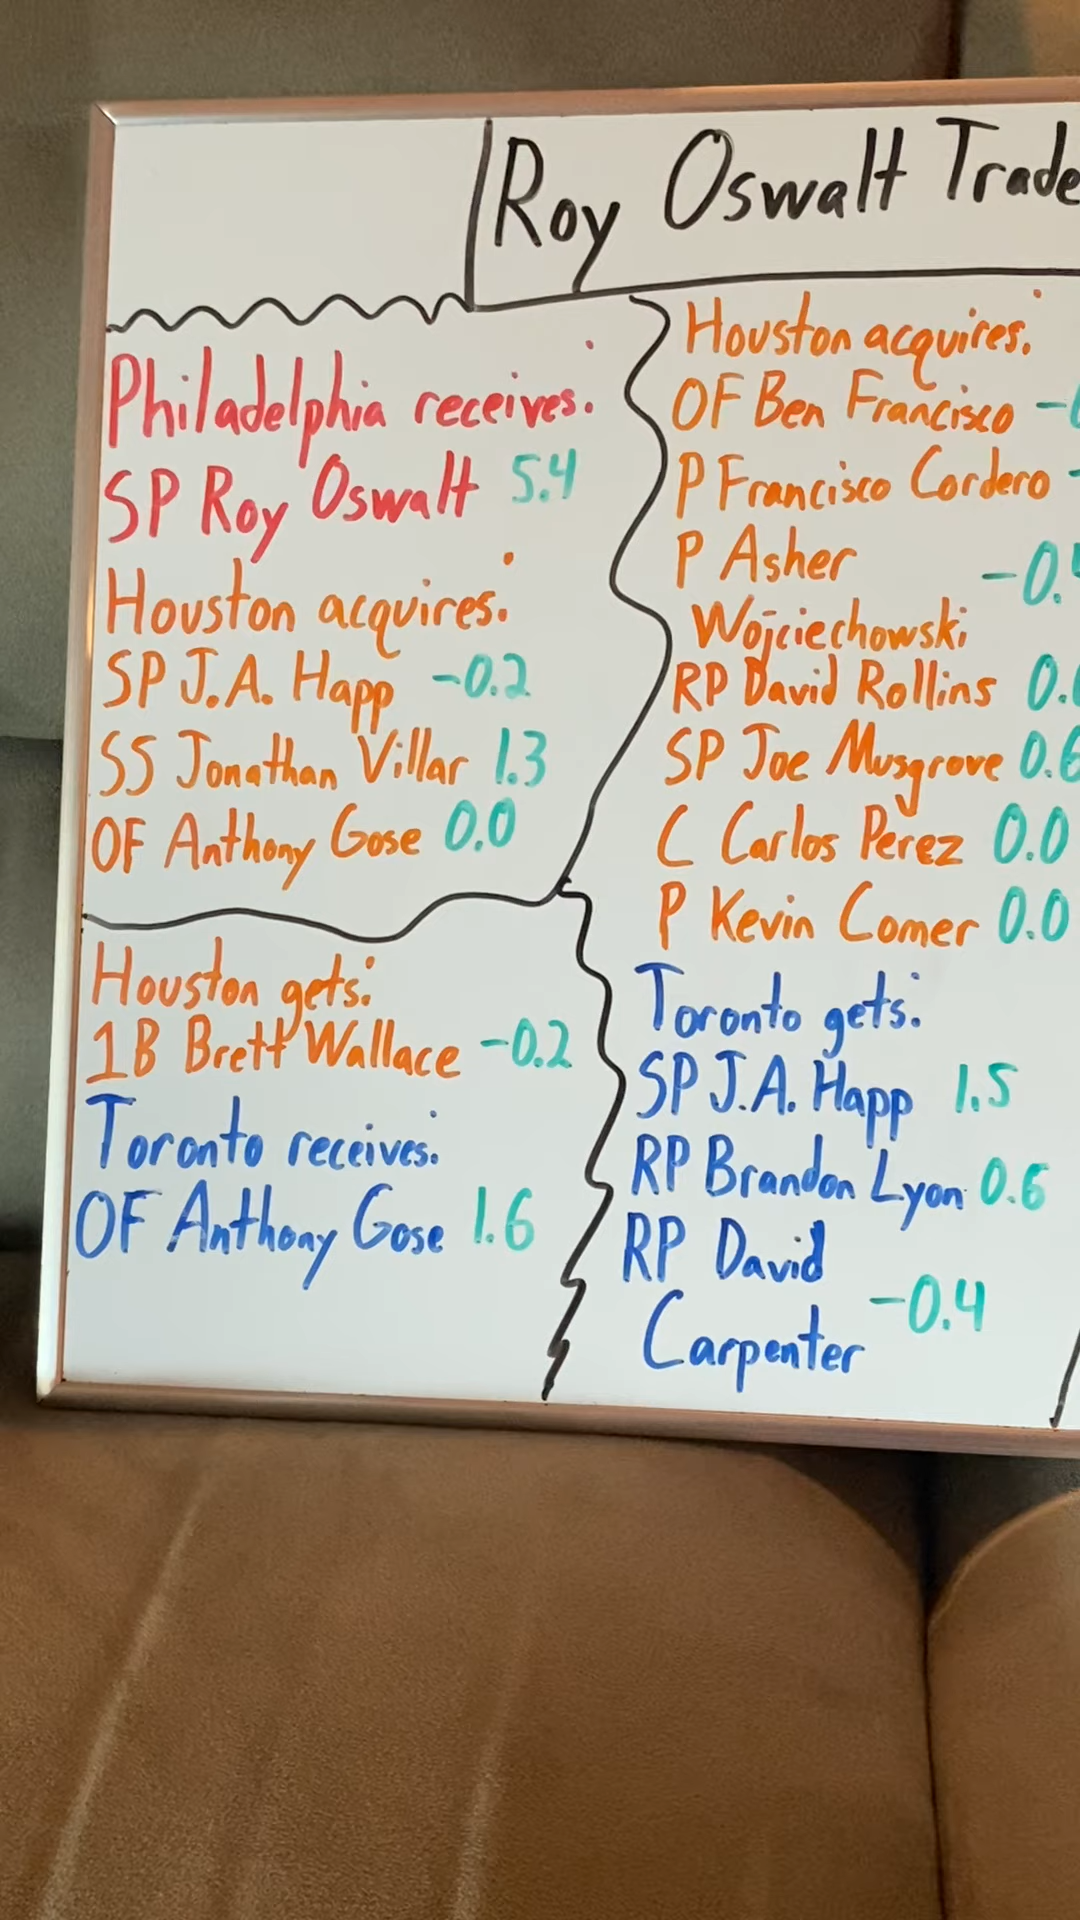 Roy Oswalt Trade
Philadelphia receives:
SP Roy Oswalt 5.4
Houston acquires:
SP J.A. Happ -0.2
SS Jonathan Villar 1.3
OF Anthony Gose 0.0
Houston gets:
1B Brett Wallace -0.2
Toronto receives:
OF Anthony Gose 1.6
Houston acquires:
OF Ben Francisco
P Francisco Cordero
P Asher
Wojciechowski
RP David Rollins
SP Joe Musgrove
C Carlos Perez 0.0
P Kevin Comer 0.0
Toronto gets:
SP J.A. Happ 1.5
RP Brandon Lyon 0.6
RP David
Carpenter -0.4